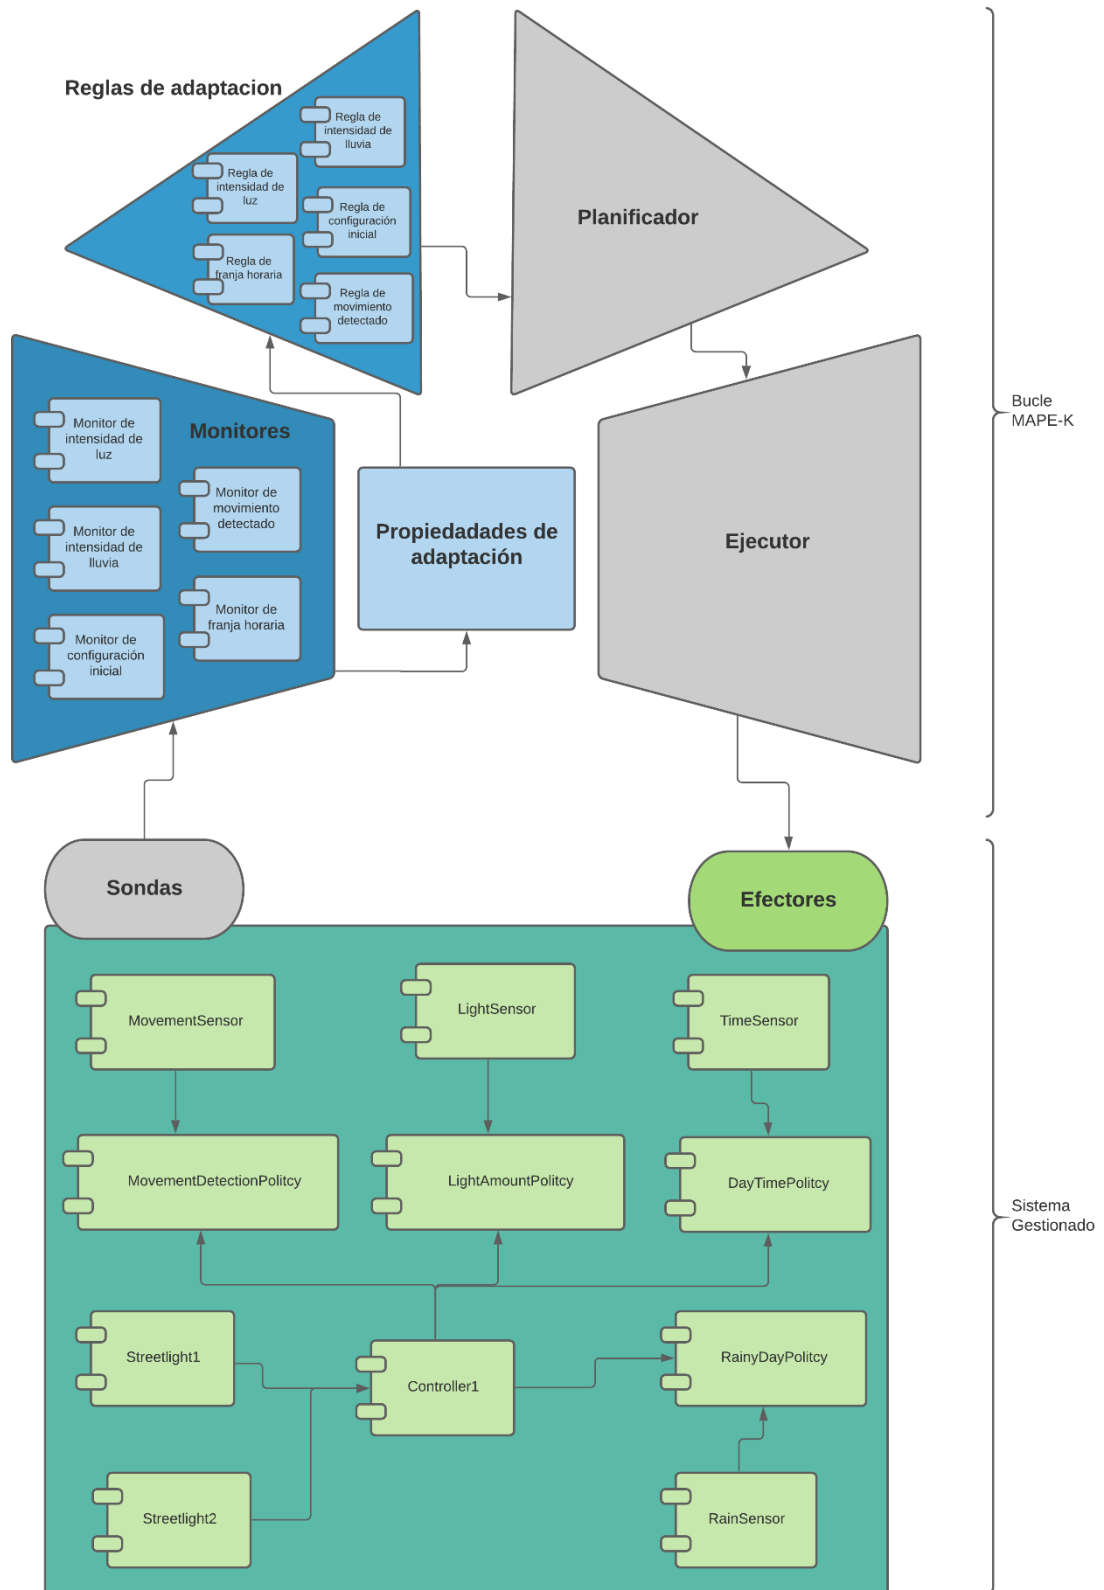 Reglas de adaptacion
Regla de
intensidad de
lluvia
Regla de
intensidad de
luz
Regla de
configuración
inicial
Regla de
franja horaria
Regla de
movimiento
detectado
Planificador
Bucle
MAPE-K
Monitores
Monitor de
intensidad de
luz
Monitor de
movimiento
detectado
Monitor de
intensidad de
lluvia
Monitor de
franja horaria
Monitor de
configuración
inicial
Propiedadades de
adaptación
Ejecutor
Sondas
Efectores
MovementSensor
LightSensor
TimeSensor
MovementDetectionPolitcy
LightAmountPolitcy
DayTimePolitcy
Sistema
Gestionado
Streetlight1
Controller1
RainyDayPolitcy
Streetlight2
RainSensor